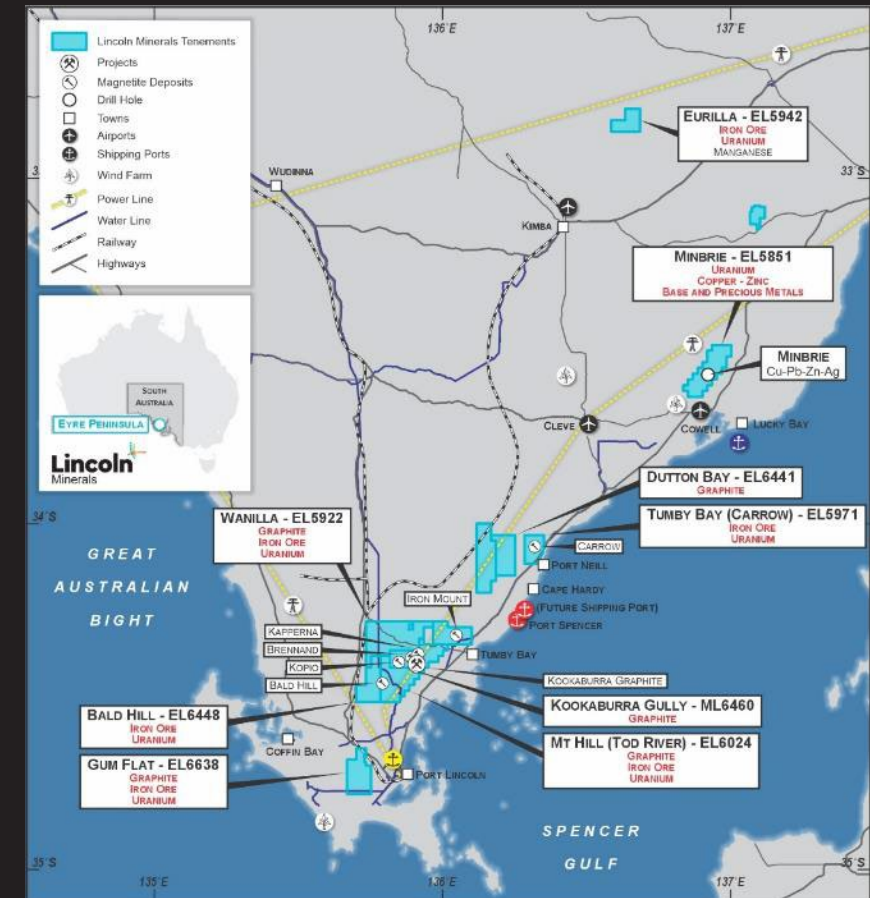 136°E
137°E
Lincoln Minerals Tenements
Projects
Magnetite Deposits
Drill Hole
Towns
Airports
Shipping Ports
Wind Farm
Power Line
Water Line
Railway
Highways
EURILLA - EL5942
IRON ORE
URANIUM
MANGANESE
33°S
33°S
WUDINNA
KIMBA
MINBRIE - EL5851
URANIUM
COPPER - ZINC
BASE AND PRECIOUS METALS
MINBRIE
Cu-Pb-Zn-Ag
SOUTH
AUSTRALIA
EYRE PENINSULA
Lincoln
Minerals
CLEVE
COWELL
LUCKY BAY
DUTTON BAY - EL6441
GRAPHITE
TUMBY BAY (CARROW) - EL5971
IRON ORE
URANIUM
34°S
34°S
WANILLA - EL5922
GRAPHITE
IRON ORE
URANIUM
CARROW
PORT NEILL
CAPE HARDY
(FUTURE SHIPPING PORT)
PORT SPENCER
GREAT
AUSTRALIAN
BIGHT
IRON MOUNT
KAPPERNA
BRENNAND
KOPIO
BALD HILL
TUMBY BAY
KOOKABURRA GRAPHITE
KOOKABURRA GULLY - ML6460
GRAPHITE
BALD HILL - EL6448
IRON ORE
URANIUM
MT HILL (TOD RIVER) - EL6024
GRAPHITE
IRON ORE
URANIUM
COFFIN BAY
GUM FLAT - EL6638
GRAPHITE
IRON ORE
URANIUM
PORT LINCOLN
SPENCER
GULF
35°S
35°S
135°E
136°E
137°E